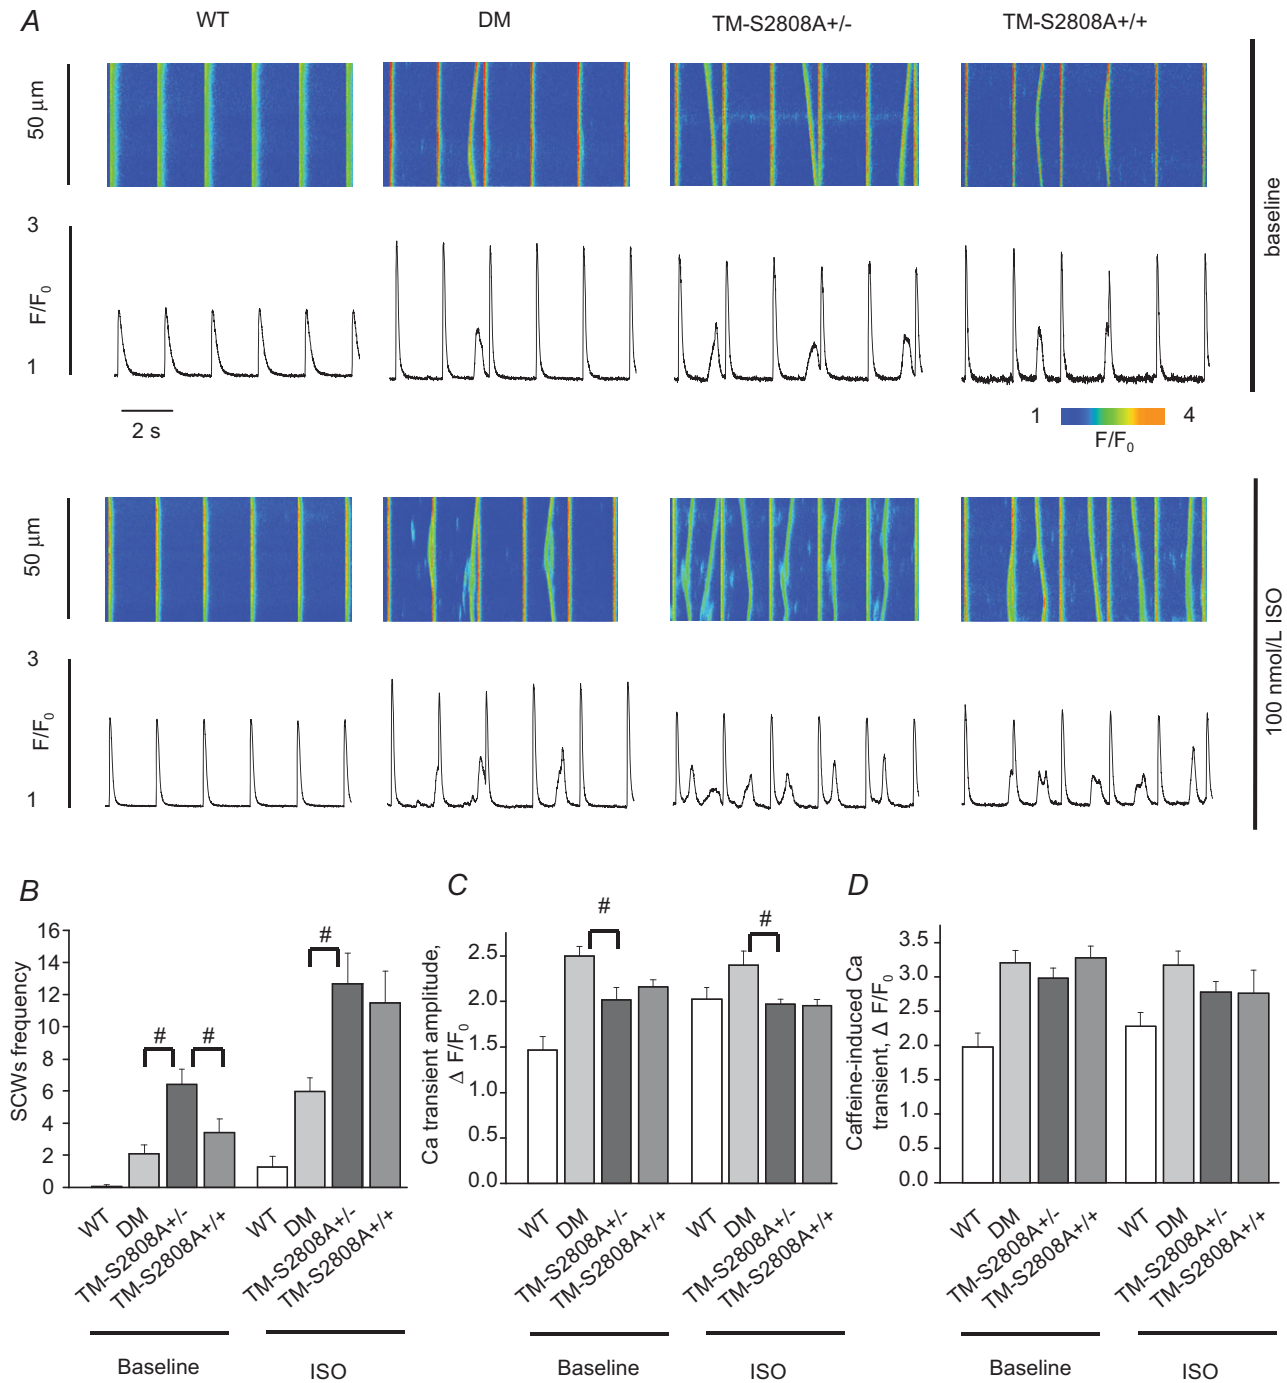 A
WT
DM
TM-S2808A+/-
TM-S2808A+/+
50 μm
baseline
3
F/F0
1
2 s
1
4
F/F0
50 μm
100 nmol/L ISO
3
F/F0
1
B
SCWs frequency
16
14
12
10
8
6
4
2
0
#
#
#
WT
DM
TM-S2808A+/-
TM-S2808A+/+
WT
DM
TM-S2808A+/-
TM-S2808A+/+
Baseline
ISO
C
Ca transient amplitude,
Δ F/F0
2.5
2.0
1.5
1.0
0.5
0.0
#
#
WT
DM
TM-S2808A+/-
TM-S2808A+/+
WT
DM
TM-S2808A+/-
TM-S2808A+/+
Baseline
ISO
D
Caffeine-induced Ca
transient, Δ F/F0
3.5
3.0
2.5
2.0
1.5
1.0
0.5
0.0
WT
DM
TM-S2808A+/-
TM-S2808A+/+
WT
DM
TM-S2808A+/-
TM-S2808A+/+
Baseline
ISO